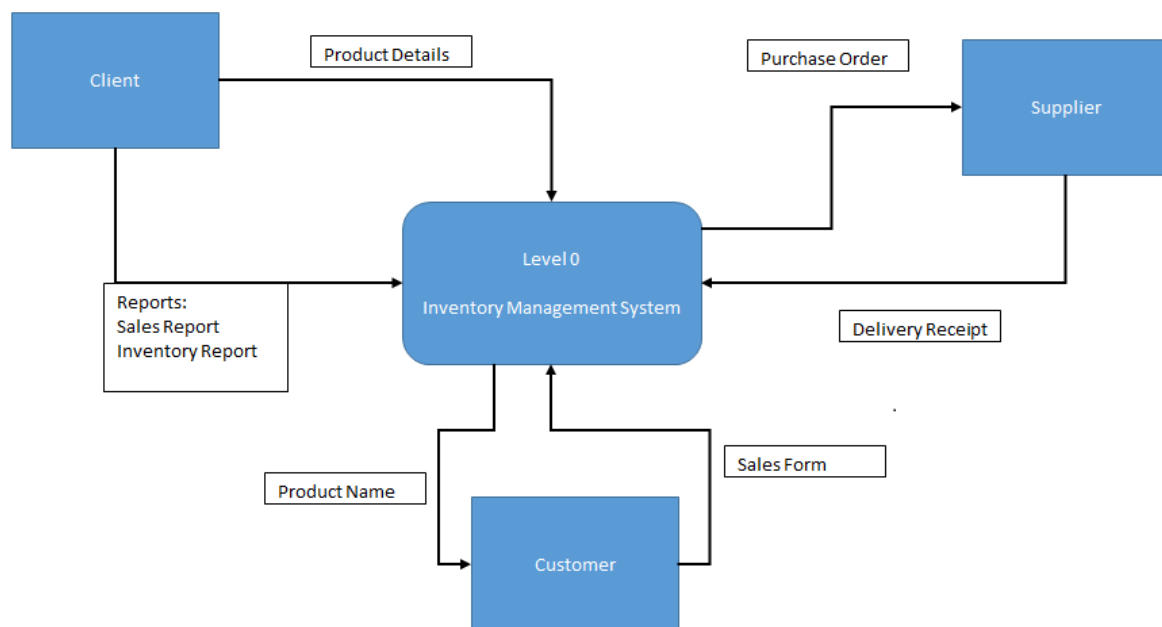 Client
Product Details
Purchase Order
Supplier
Level 0
Inventory Management System
Reports:
Sales Report
Inventory Report
Delivery Receipt
Product Name
Sales Form
Customer